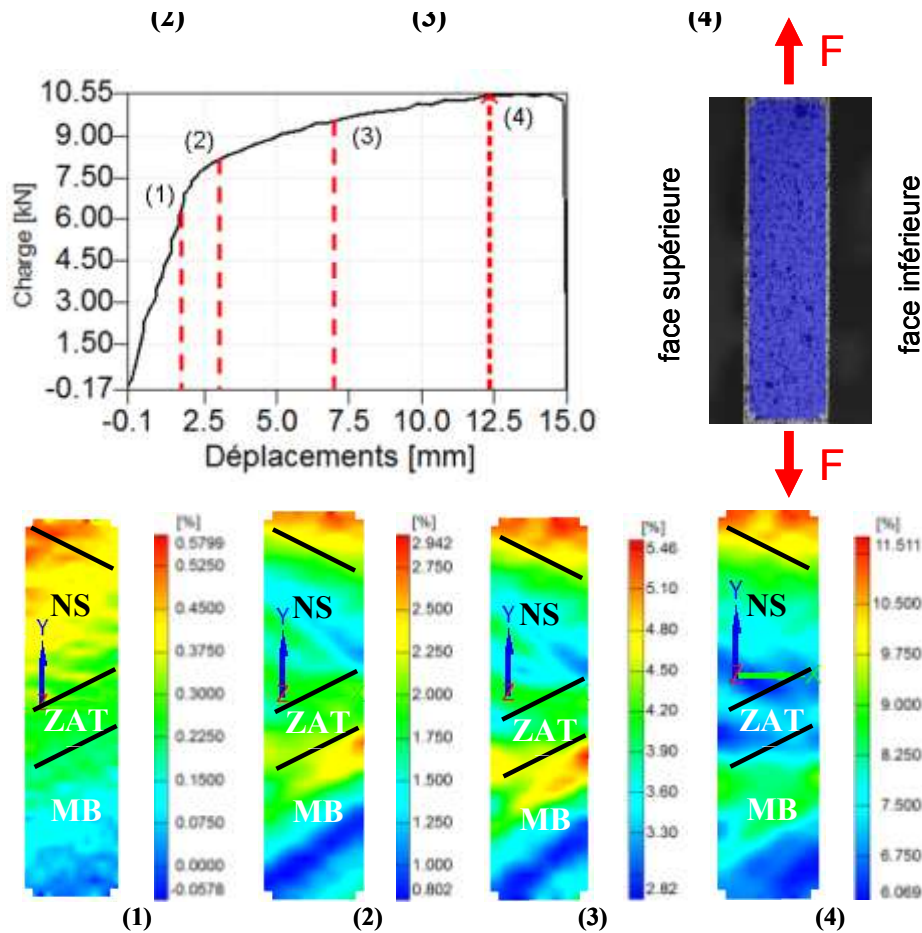 (2) (3) (4)
F
10.55
9.00
7.50
6.00
4.50
3.00
1.50
-0.17
Charge [kN]
(1)
(2)
(3)
(4)
-0.1 2.5 5.0 7.5 10.0 12.5 15.0
Déplacements [mm]
face supérieure
face inférieure
F
[%]
0.5799
0.5250
0.4500
0.3750
0.3000
0.2250
0.1500
0.0750
0.0000
-0.0578
NS
Y
Z
ZAT
MB
(1)
[%]
2.942
2.750
2.500
2.250
2.000
1.750
1.500
1.250
1.000
0.802
NS
Y
Z
ZAT
MB
(2)
[%]
5.46
5.10
4.80
4.50
4.20
3.90
3.60
3.30
2.82
NS
Y
Z
ZAT
MB
(3)
[%]
11.511
10.500
9.750
9.000
8.250
7.500
6.750
6.069
NS
Y
Z
X
ZAT
MB
(4)